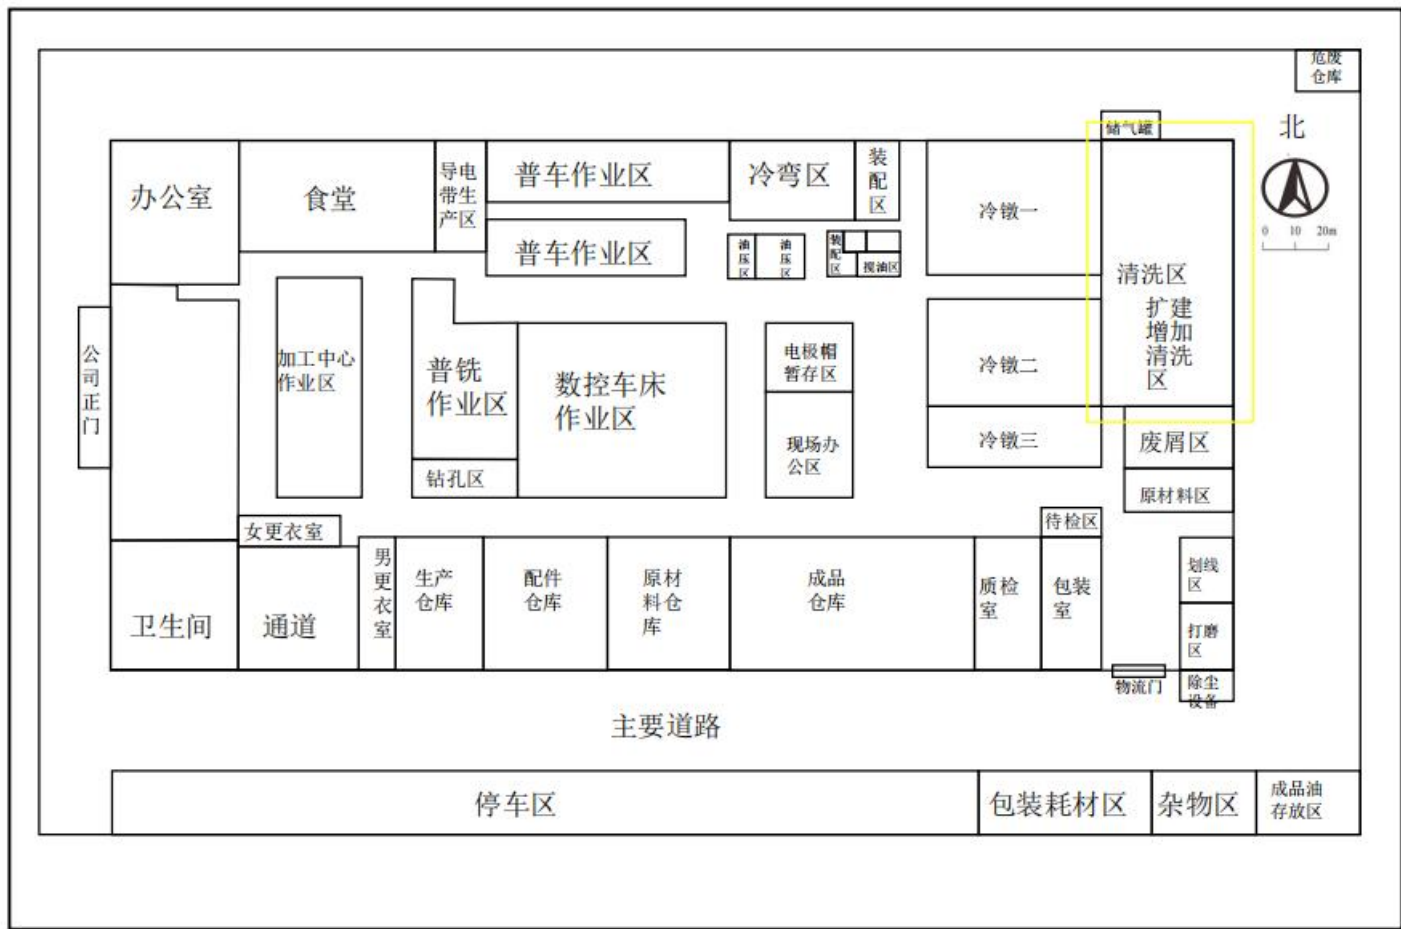 危废
仓库
储气罐
北
0 10 20m
办公室
食堂
导电
带生
产区
普车作业区
冷弯区
装
配
区
冷镦一
普车作业区
油
压
区
油
压
区
装
配
区
搅油区
清洗区
扩建
增加
清洗
区
公
司
正
门
加工中心
作业区
普铣
作业区
数控车床
作业区
电极帽
暂存区
冷镦二
现场办
公区
冷镦三
废屑区
钻孔区
原材料区
女更衣室
待检区
男
更
衣
室
生产
仓库
配件
仓库
原材
料仓
库
成品
仓库
质检
室
包装
室
划线
区
卫生间
通道
打磨
区
物流门
除尘
设备
主要道路
停车区
包装耗材区
杂物区
成品油
存放区